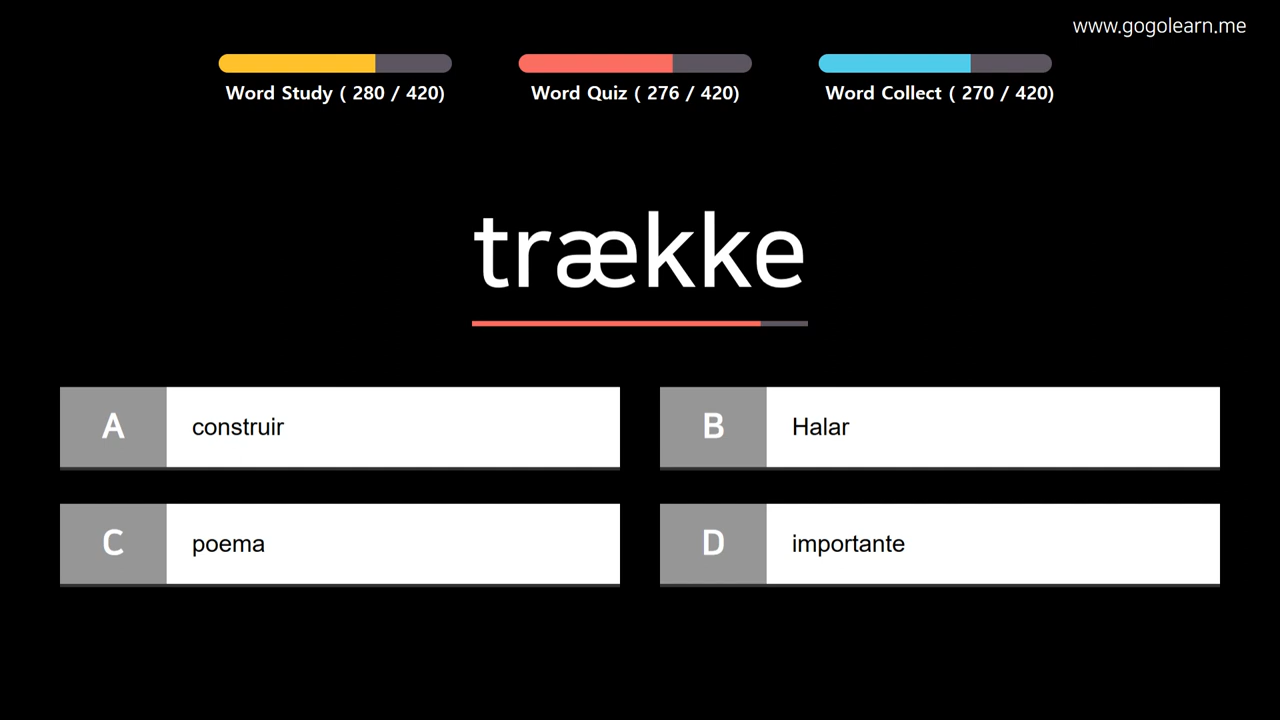 www.gogolearn.me
Word Study ( 280 / 420)
Word Quiz ( 276 / 420)
Word Collect ( 270 / 420)
trække
A construir
B Halar
C poema
D importante